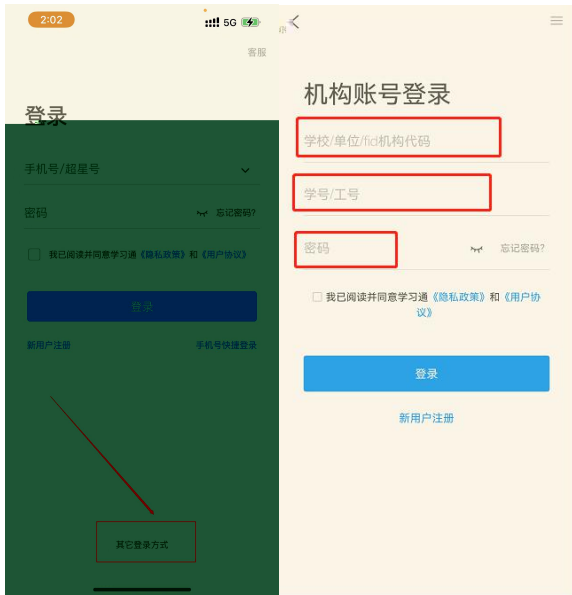 2:02
5G
客服
登录
手机号/超星号
密码
忘记密码?
我已阅读并同意学习通《隐私政策》和《用户协议》
登录
新用户注册
手机号快捷登录
其它登录方式
机构账号登录
学校/单位/fid机构代码
学号/工号
密码
忘记密码?
我已阅读并同意学习通《隐私政策》和《用户协
议》
登录
新用户注册